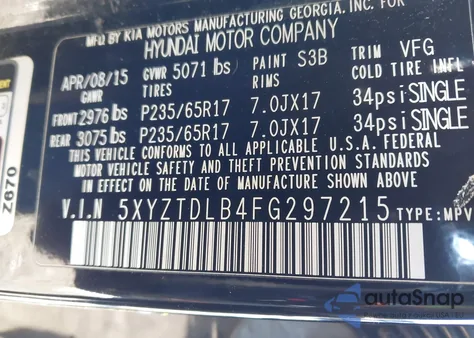 MFG BY KIA MOTORS MANUFACTURING GEORGIA, INC. FOR
HYUNDAI MOTOR COMPANY
APR/08/15 GVWR 5071 lbs PAINT S3B TRIM VFG
GAWR TIRES RIMS COLD TIRE INFL
FRONT 2976 lbs P235/65R17 7.0JX17 34psi SINGLE
REAR 3075 lbs P235/65R17 7.0JX17 34psi SINGLE
THIS VEHICLE CONFORMS TO ALL APPLICABLE U.S.A. FEDERAL
MOTOR VEHICLE SAFETY AND THEFT PREVENTION STANDARDS
IN EFFECT ON THE DATE OF MANUFACTURE SHOWN ABOVE.
V.I.N 5XYZTDLB4FG297215 TYPE: MPV
Z670
autoSnap